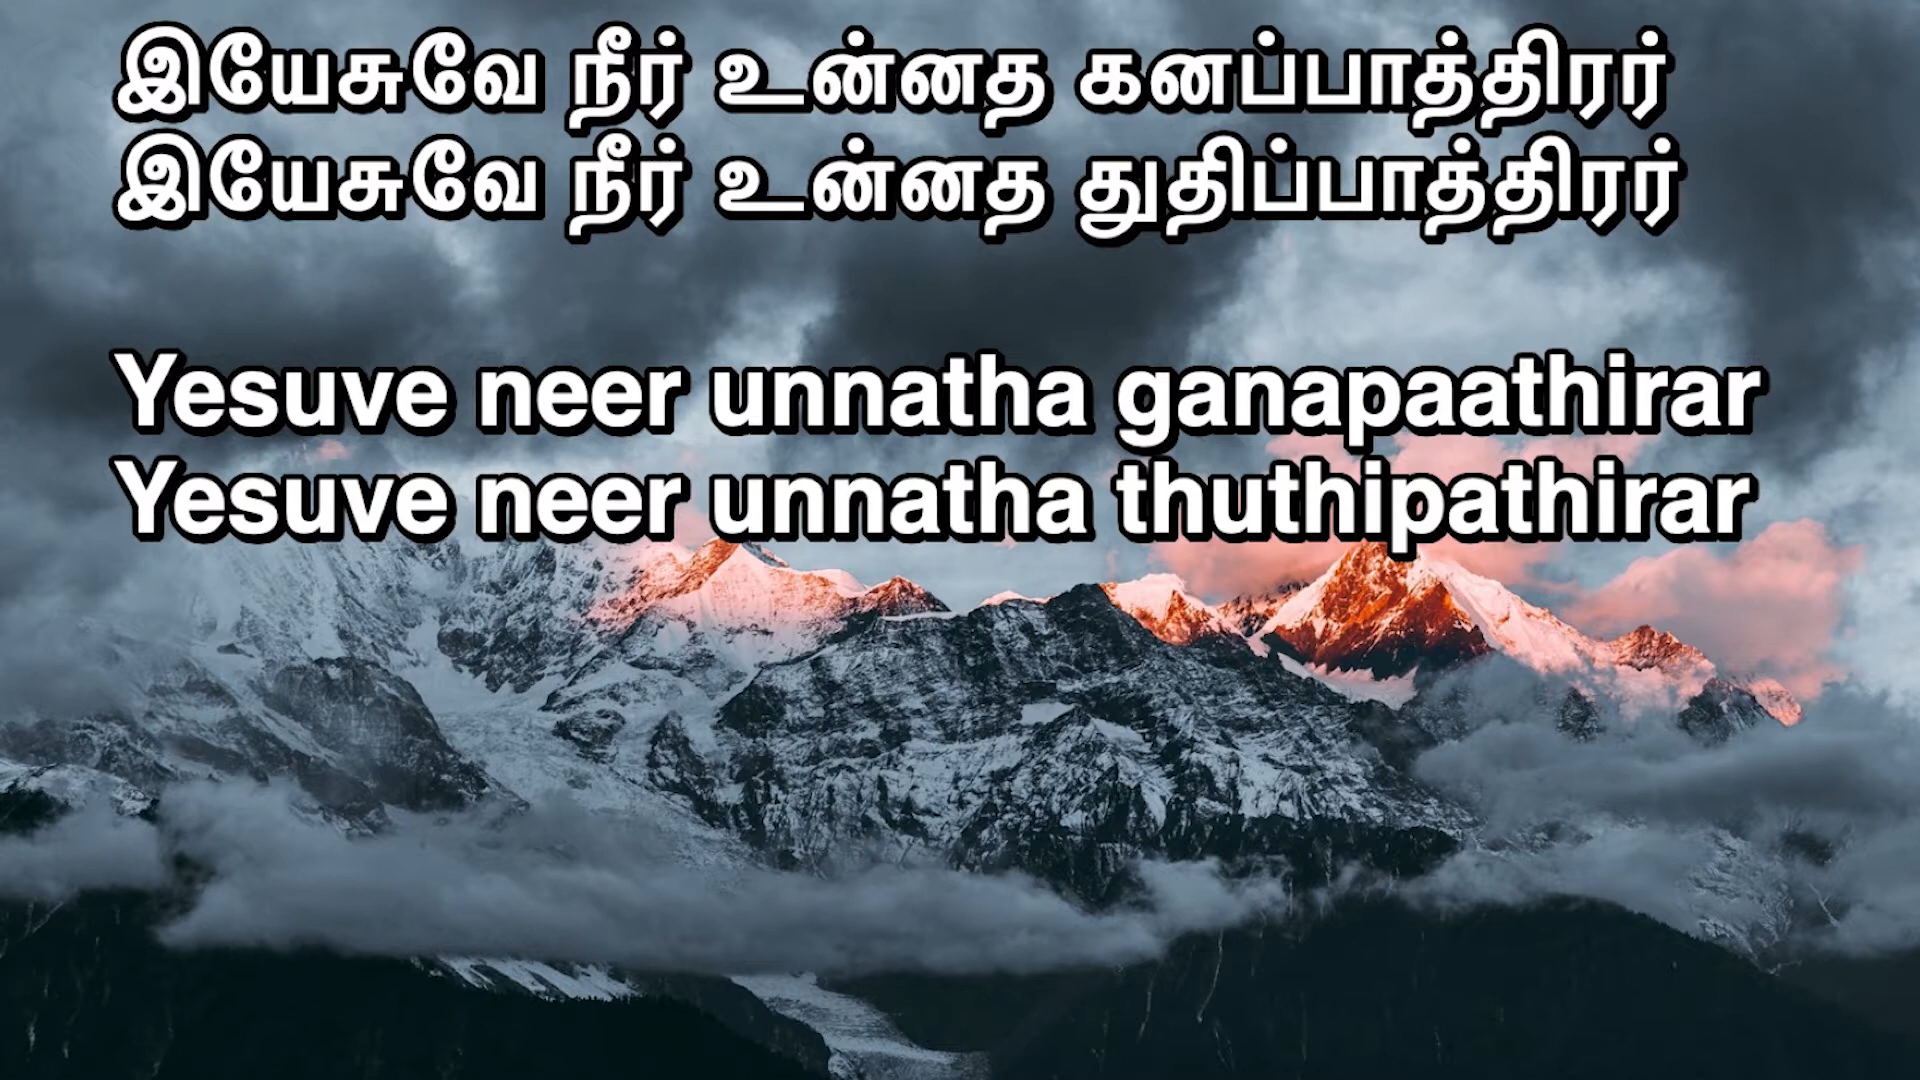 இயேசுவே நீர் உன்னத கனப்பாத்திரர்
இயேசுவே நீர் உன்னத துதிப்பாத்திரர்
Yesuve neer unnatha ganapaathirar
Yesuve neer unnatha thuthipathirar